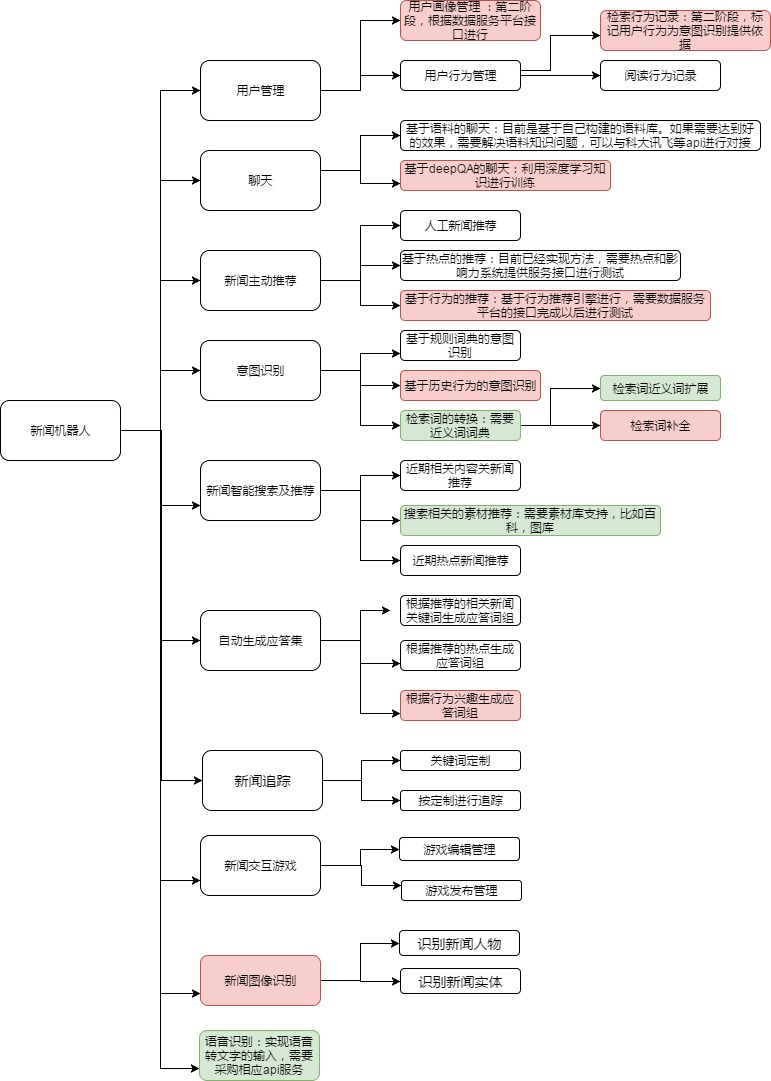 新闻机器人
用户管理
用户画像管理 ：第二阶
段，根据数据服务平台接
口进行
用户行为管理
检索行为记录：第二阶段，标
记用户行为为意图识别提供依
据
阅读行为记录
聊天
基于语料的聊天：目前是基于自己构建的语料库。如果需要达到好
的效果，需要解决语料知识问题，可以与科大讯飞等api进行对接
基于deepQA的聊天：利用深度学习知
识进行训练
新闻主动推荐
人工新闻推荐
基于热点的推荐：目前已经实现方法，需要热点和影
响力系统提供服务接口进行测试
基于行为的推荐：基于行为推荐引擎进行，需要数据服务
平台的接口完成以后进行测试
意图识别
基于规则词典的意图
识别
基于历史行为的意图识别
检索词的转换：需要
近义词词典
检索词近义词扩展
检索词补全
新闻智能搜索及推荐
近期相关内容关新闻
推荐
搜索相关的素材推荐：需要素材库支持，比如百
科，图库
近期热点新闻推荐
自动生成应答集
根据推荐的相关新闻
关键词生成应答词组
根据推荐的热点生成
应答词组
根据行为兴趣生成应
答词组
新闻追踪
关键词定制
按定制进行追踪
新闻交互游戏
游戏编辑管理
游戏发布管理
新闻图像识别
识别新闻人物
识别新闻实体
语音识别：实现语音
转文字的输入，需要
采购相应api服务